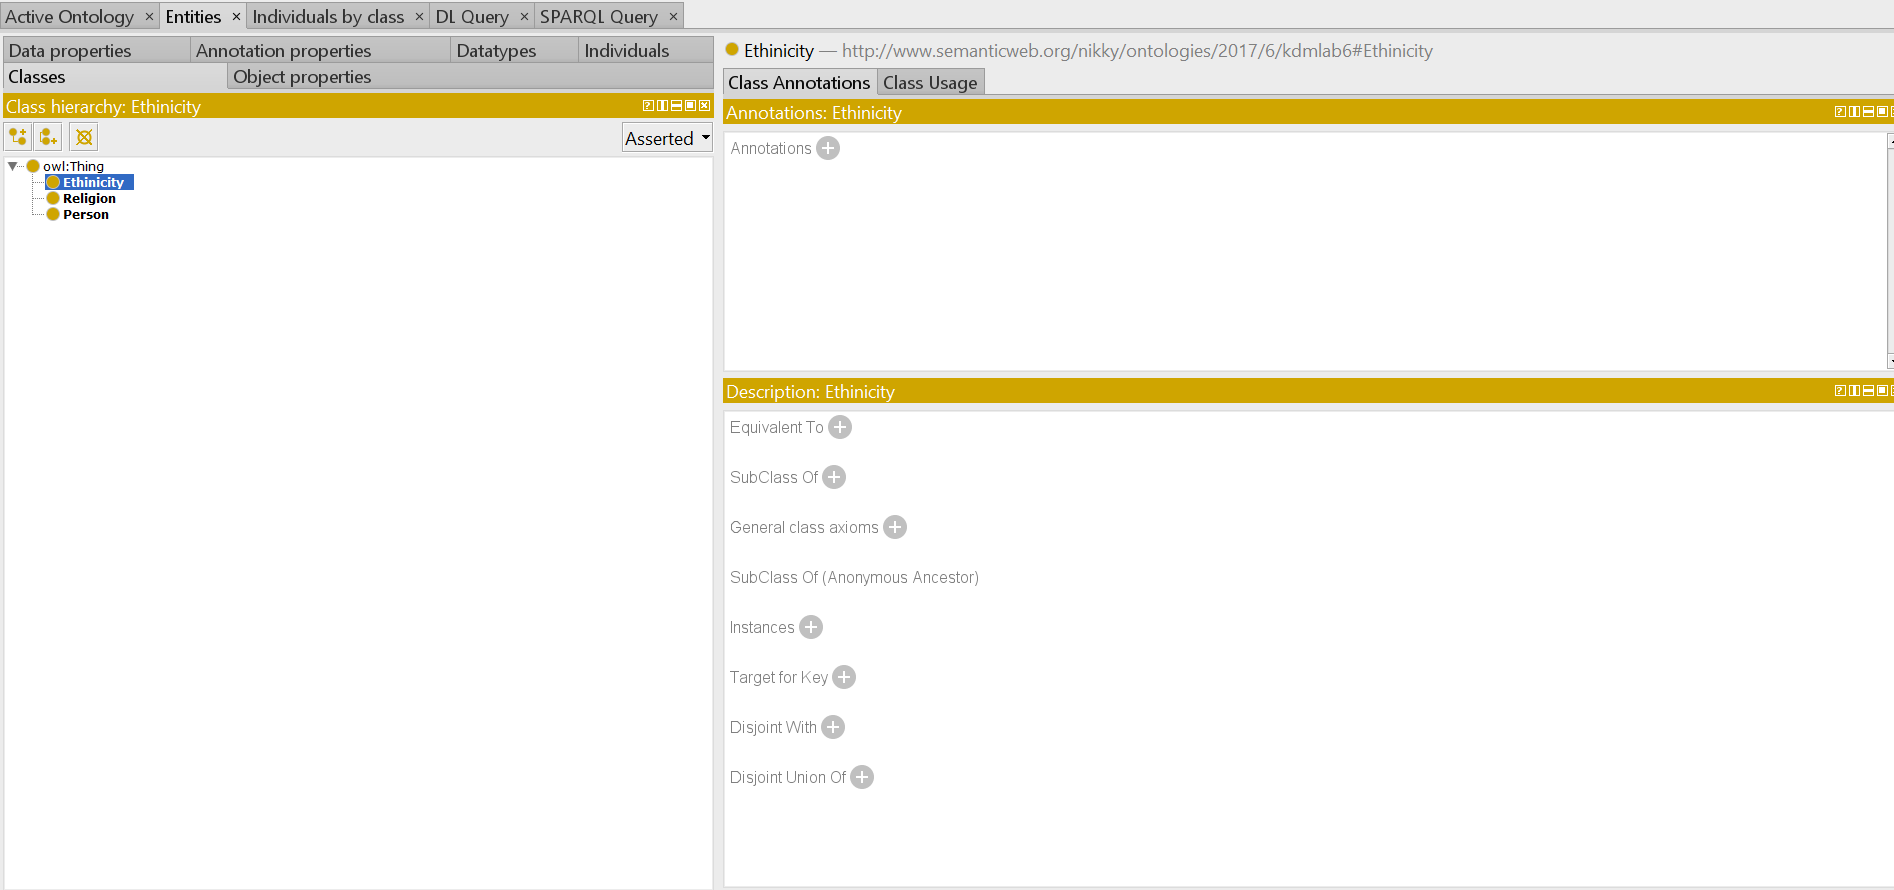 Active Ontology × Entities × Individuals by class × DL Query × SPARQL Query ×
Data properties Annotation properties Datatypes Individuals
Classes Object properties
Class hierarchy: Ethinicity
Asserted
owl:Thing
Ethinicity
Religion
Person
Ethinicity — http://www.semanticweb.org/nikky/ontologies/2017/6/kdmlab6#Ethinicity
Class Annotations Class Usage
Annotations: Ethinicity
Annotations
Description: Ethinicity
Equivalent To
SubClass Of
General class axioms
SubClass Of (Anonymous Ancestor)
Instances
Target for Key
Disjoint With
Disjoint Union Of